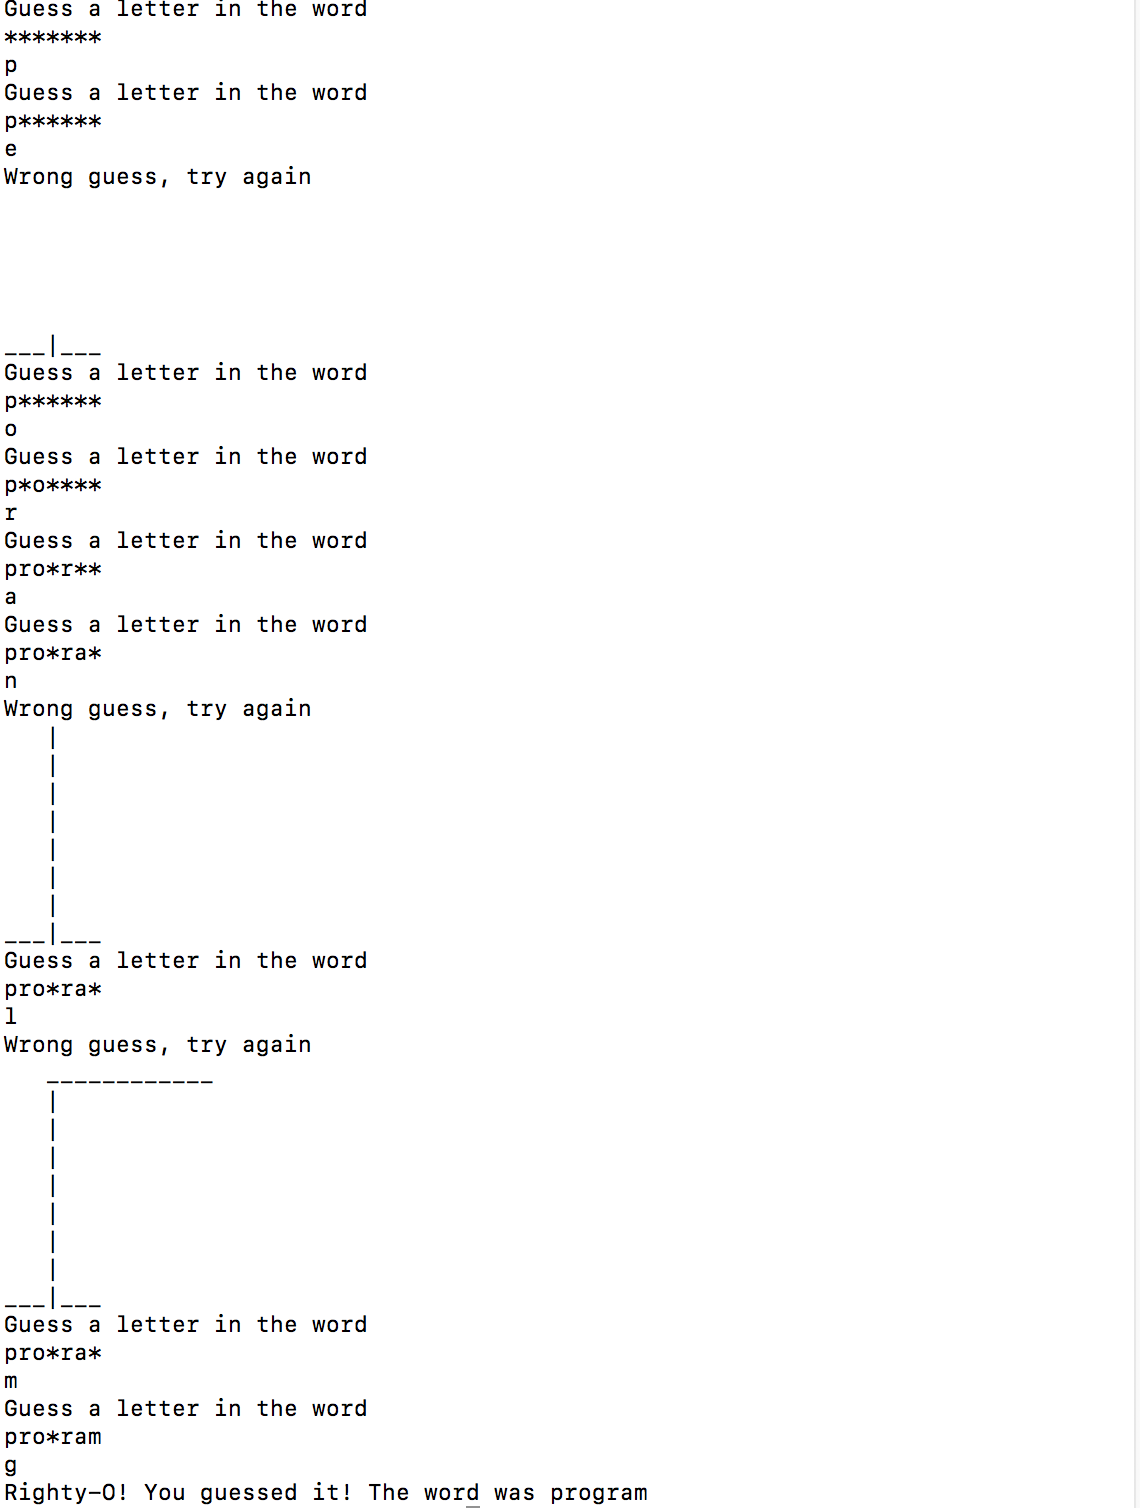 Guess a letter in the word
*******
p
Guess a letter in the word
p******
e
Wrong guess, try again
___|___
Guess a letter in the word
p******
o
Guess a letter in the word
p*o****
r
Guess a letter in the word
pro*r**
a
Guess a letter in the word
pro*ra*
n
Wrong guess, try again
   |
   |
   |
   |
   |
   |
   |
___|___
Guess a letter in the word
pro*ra*
l
Wrong guess, try again
   ____________
   |
   |
   |
   |
   |
   |
   |
___|___
Guess a letter in the word
pro*ra*
m
Guess a letter in the word
pro*ram
g
Righty-O! You guessed it! The word was program